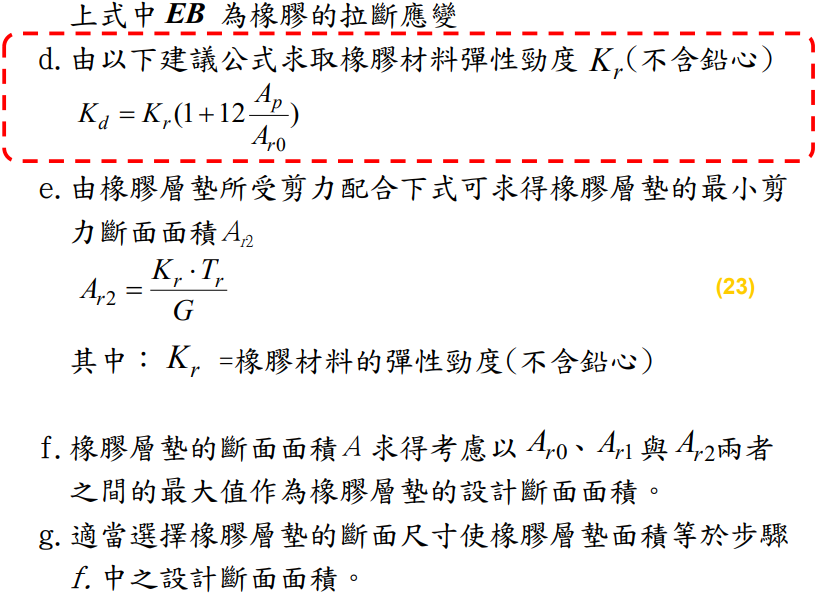 上式中 EB 為橡膠的拉斷應變
d. 由以下建議公式求取橡膠材料彈性勁度 K_r(不含鉛心)
K_d = K_r(1+12 A_p/A_{r0})
e. 由橡膠層墊所受剪力配合下式可求得橡膠層墊的最小剪
力斷面面積 A_{r2}
A_{r2} = K_r · T_r / G (23)
其中： K_r =橡膠材料的彈性勁度(不含鉛心)
f. 橡膠層墊的斷面面積 A 求得考慮以 A_{r0}、A_{r1} 與 A_{r2}兩者
之間的最大值作為橡膠層墊的設計斷面面積。
g. 適當選擇橡膠層墊的斷面尺寸使橡膠層墊面積等於步驟
f. 中之設計斷面面積。